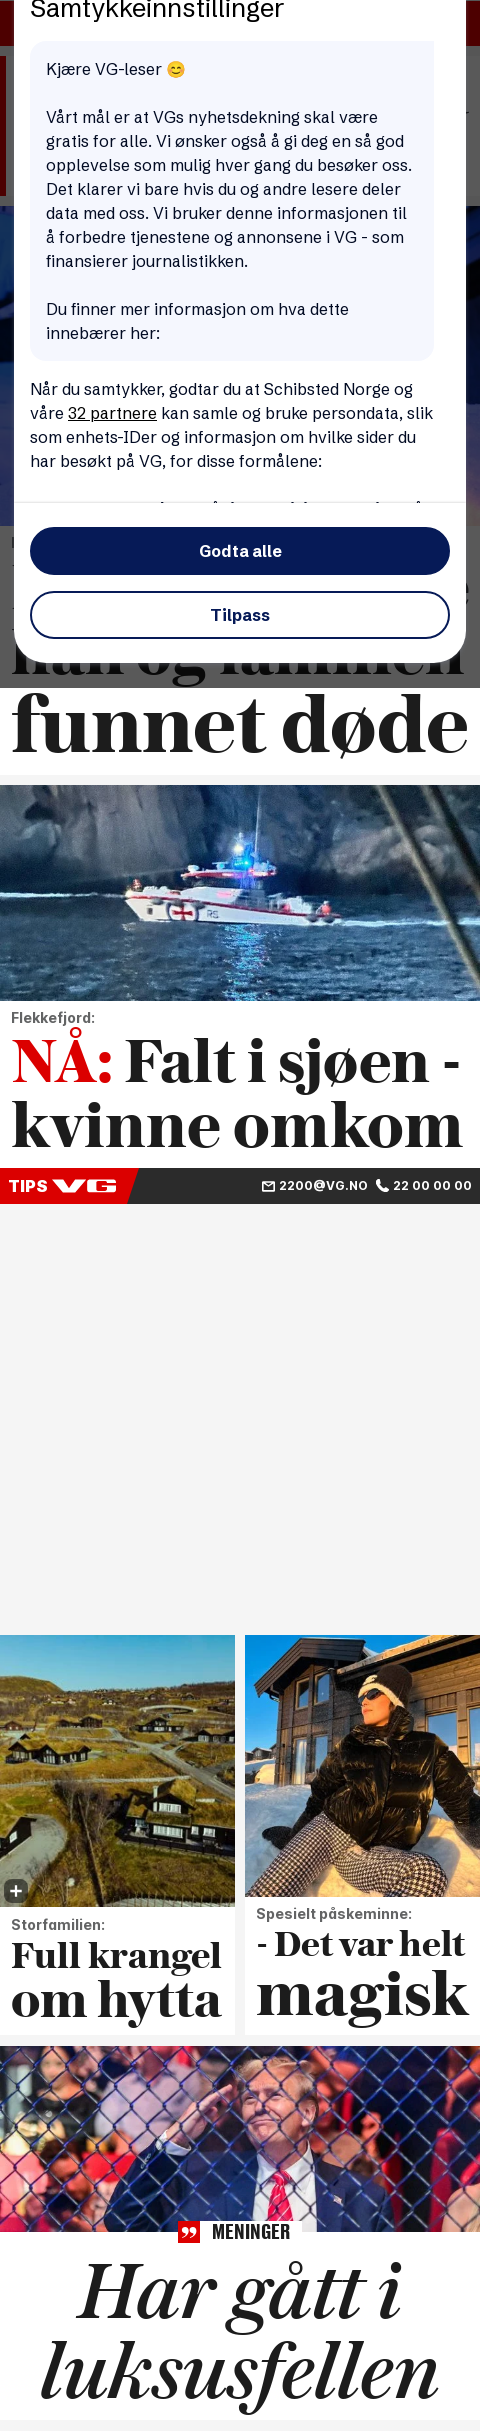 Samtykkeinnstillinger
Kjære VG-leser 😊
Vårt mål er at VGs nyhetsdekning skal være
gratis for alle. Vi ønsker også å gi deg en så god
opplevelse som mulig hver gang du besøker oss.
Det klarer vi bare hvis du og andre lesere deler
data med oss. Vi bruker denne informasjonen til
å forbedre tjenestene og annonsene i VG - som
finansierer journalistikken.
Du finner mer informasjon om hva dette
innebærer her:
Når du samtykker, godtar du at Schibsted Norge og
våre 32 partnere kan samle og bruke persondata, slik
som enhets-IDer og informasjon om hvilke sider du
har besøkt på VG, for disse formålene:
Godta alle
Tilpass
han og familien
funnet døde
Flekkefjord:
NÅ: Falt i sjøen -
kvinne omkom
TIPS VG 2200@VG.NO 22 00 00 00
Storfamilien:
Full krangel
om hytta
Spesielt påskeminne:
- Det var helt
magisk
MENINGER
Har gått i
luksusfellen